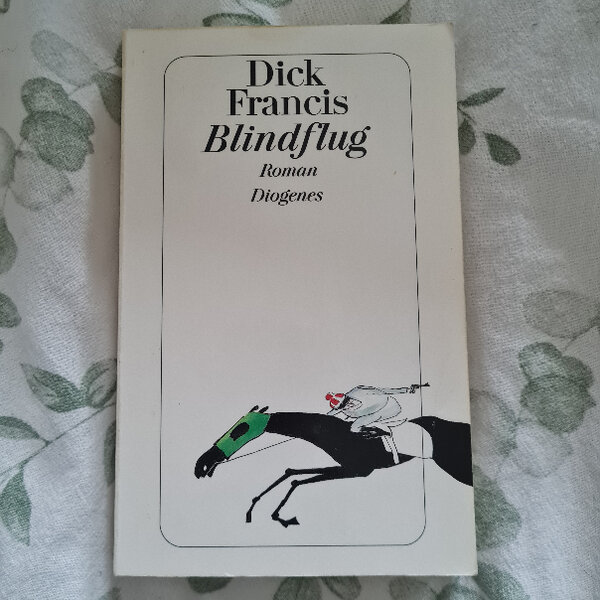 Dick
Francis
Blindflug
Roman
Diogenes